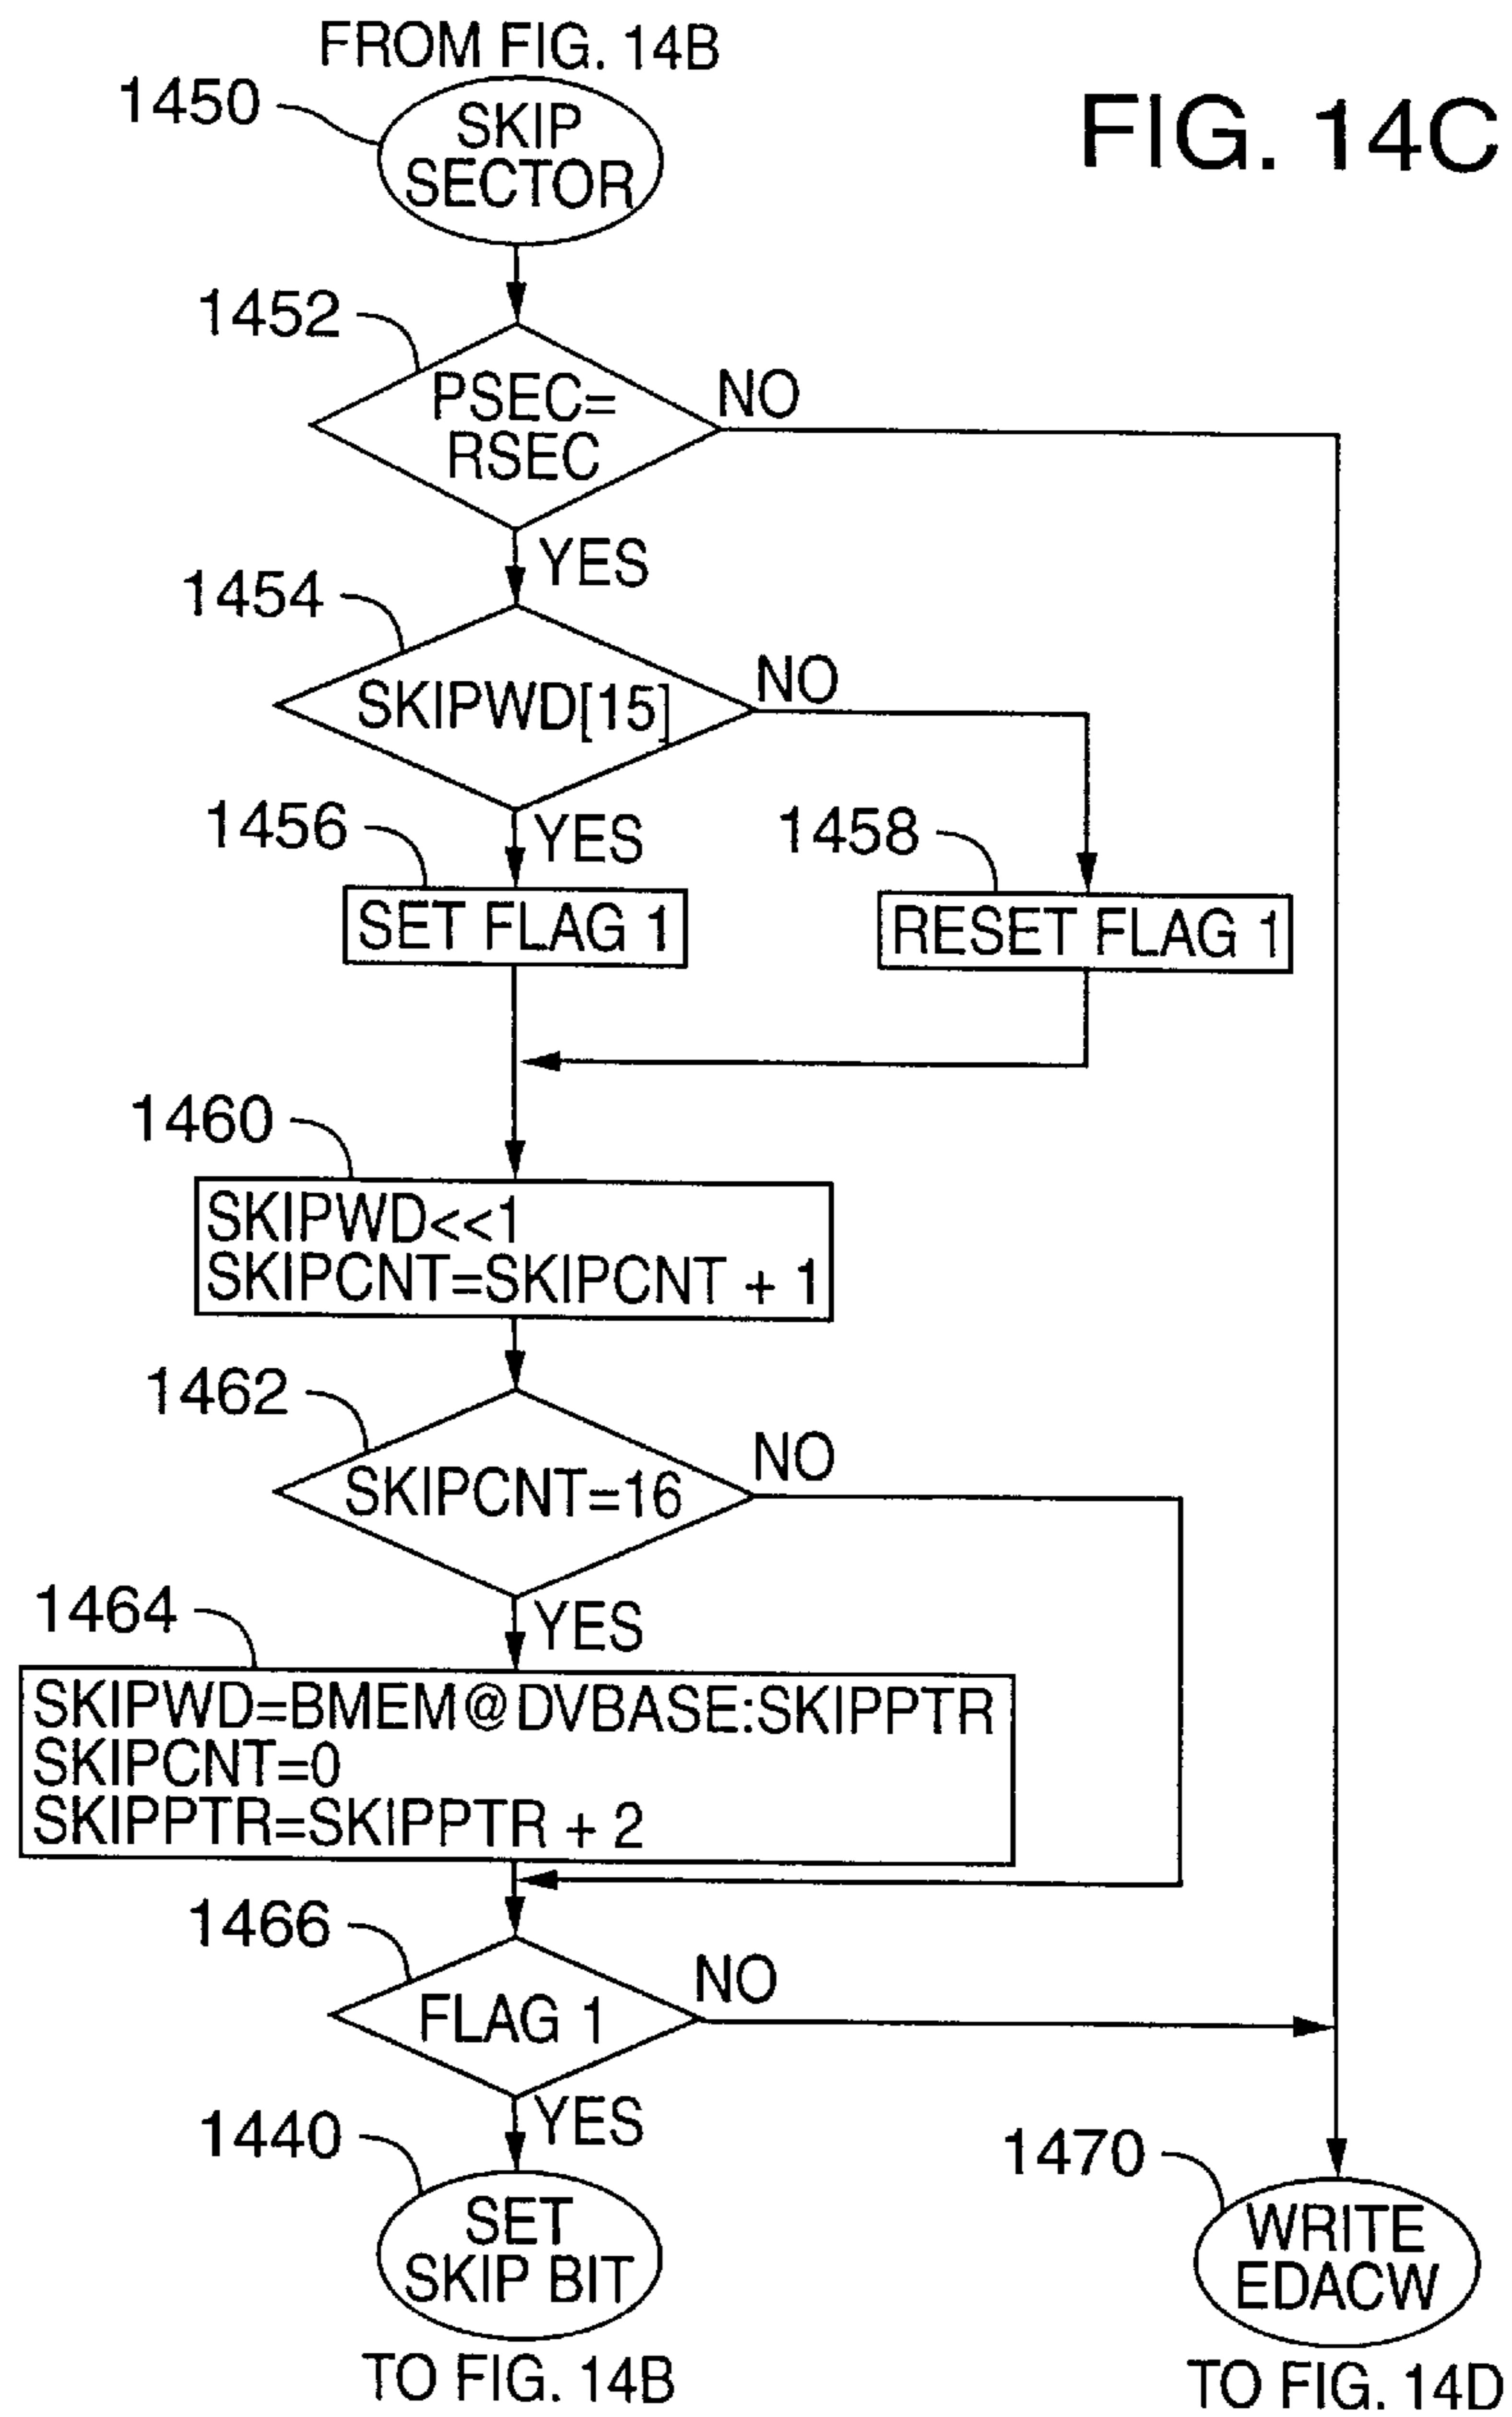 FROM FIG. 14B
FIG. 14C
1450
SKIP
SECTOR
1452
PSEC=
RSEC
NO
YES
1454
SKIPWD[15]
NO
YES
1456
SET FLAG 1
1458
RESET FLAG 1
1460
SKIPWD<<1
SKIPCNT=SKIPCNT + 1
1462
SKIPCNT=16
NO
YES
1464
SKIPWD=BMEM@DVBASE:SKIPPTR
SKIPCNT=0
SKIPPTR=SKIPPTR + 2
1466
FLAG 1
NO
YES
1440
SET
SKIP BIT
TO FIG. 14B
1470
WRITE
EDACW
TO FIG. 14D